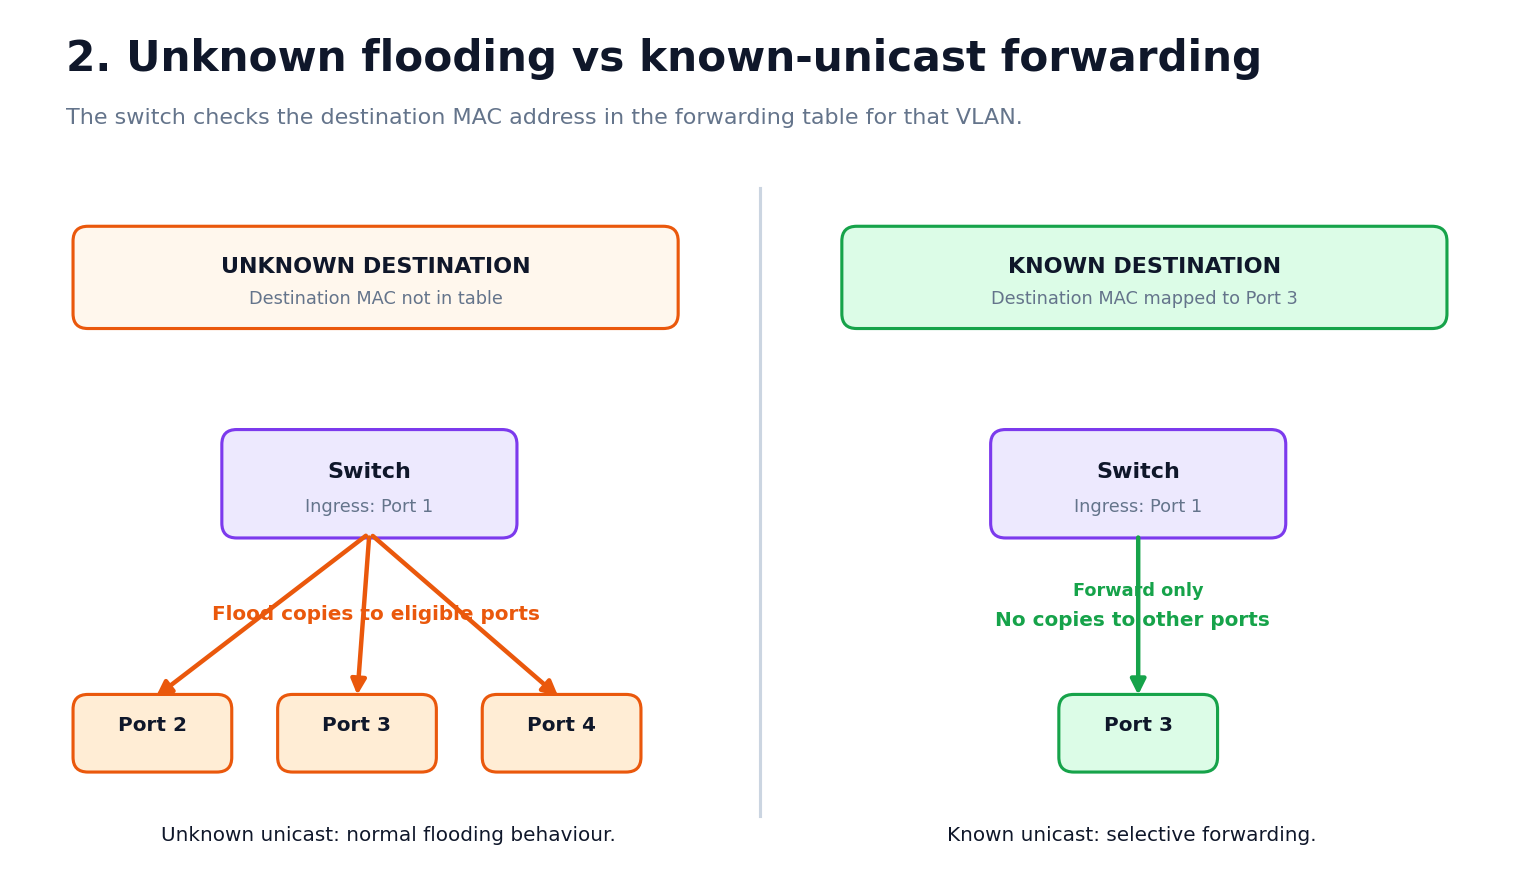 2. Unknown flooding vs known-unicast forwarding
The switch checks the destination MAC address in the forwarding table for that VLAN.
UNKNOWN DESTINATION
Destination MAC not in table
Switch
Ingress: Port 1
Flood copies to eligible ports
Port 2
Port 3
Port 4
Unknown unicast: normal flooding behaviour.
KNOWN DESTINATION
Destination MAC mapped to Port 3
Switch
Ingress: Port 1
Forward only
No copies to other ports
Port 3
Known unicast: selective forwarding.